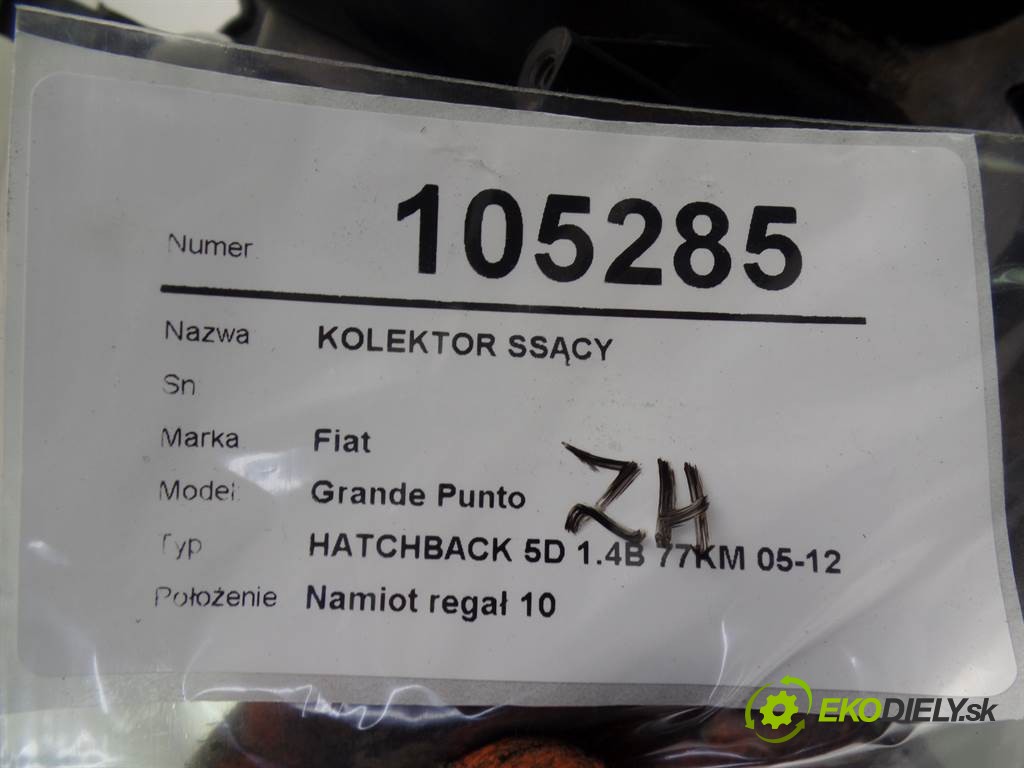 Numer 105285
Nazwa KOLEKTOR SSĄCY
Sn
Marka Fiat
Model Grande Punto
ZH
Typ HATCHBACK 5D 1.4B 77KM 05-12
Położenie Namiot regał 10
EKODIELY.sk